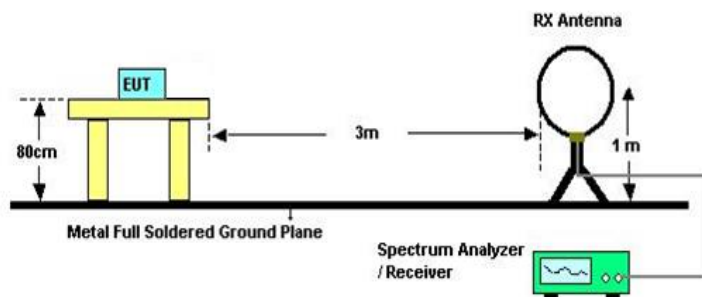 RX Antenna
EUT
3m
80cm
1 m
Metal Full Soldered Ground Plane
Spectrum Analyzer
/ Receiver